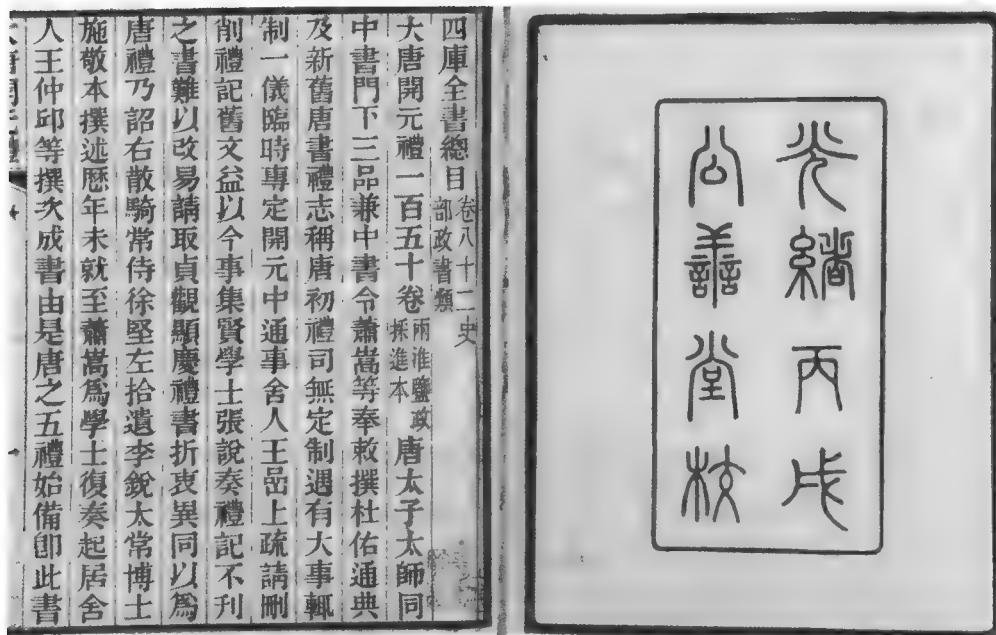 光緒丙戌
公善堂校
四庫全書總目卷八十二史部政書類
大唐開元禮一百五十卷兩淮鹽政採進本唐太子太師同
中書門下三品兼中書令蕭嵩等奉敕撰杜佑通典
及新舊唐書禮志稱唐初禮司無定制遇有大事輒
制一儀臨時專定開元中通事舍人王嵒上疏請刪
削禮記舊文益以今事集賢學士張說奏禮記不刊
之書難以改易請取貞觀顯慶禮書折衷異同以爲
唐禮乃詔右散騎常侍徐堅左拾遺李銳太常博士
施敬本撰述歷年未就至蕭嵩爲學士復奏起居舍
人王仲邱等撰次成書由是唐之五禮始備卽此書